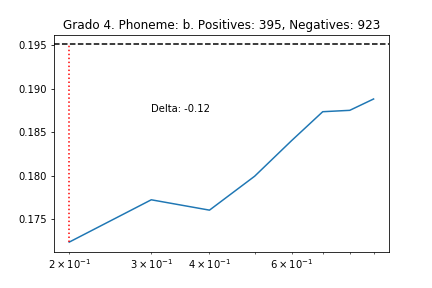 Grado 4. Phoneme: b. Positives: 395, Negatives: 923
0.195
0.190
0.185
0.180
0.175
Delta: -0.12
2 × 10⁻¹ 3 × 10⁻¹ 4 × 10⁻¹ 6 × 10⁻¹